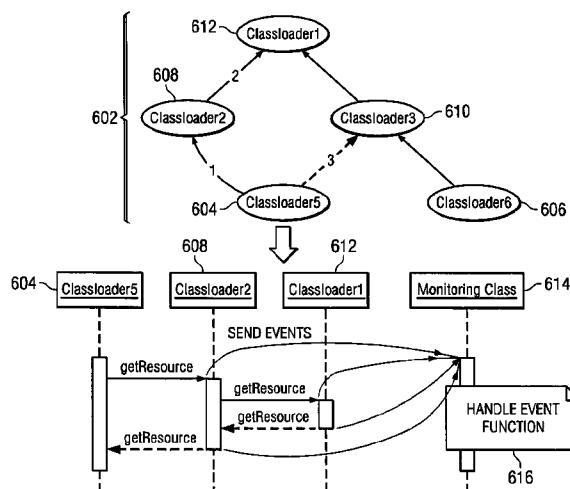 612
Classloader1
608
2
602
Classloader2
Classloader3
610
1
3
604
Classloader5
Classloader6
606
608
612
604
Classloader5
Classloader2
Classloader1
Monitoring Class
614
SEND EVENTS
getResource
getResource
getResource
getResource
HANDLE EVENT
FUNCTION
616